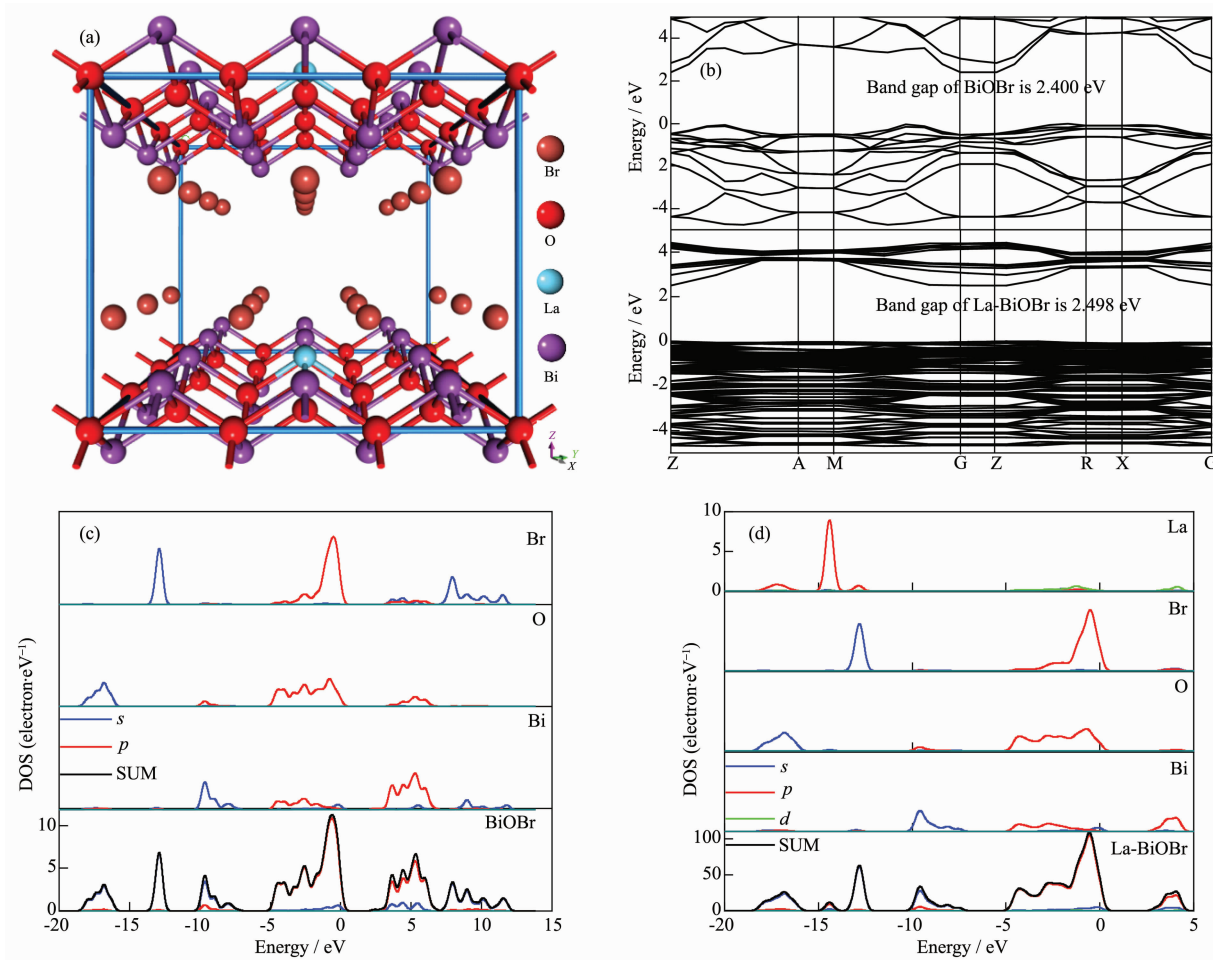 (a)
Br
O
La
Bi
Z
Y
X
(b)
4
2
0
2
-4
Energy / eV
Band gap of BiOBr is 2.400 eV
4
2
0
-2
-4
Energy / eV
Band gap of La-BiOBr is 2.498 eV
Z A M G Z R X G
(c)
Br
O
Bi
s
p
SUM
BiOBr
DOS (electron·eV⁻¹)
10
5
0
-20 -15 -10 -5 0 5 10 15
Energy / eV
(d)
10
5
0
La
Br
O
Bi
s
p
d
SUM
La-BiOBr
DOS (electron·eV⁻¹)
100
50
0
-20 -15 -10 -5 0 5
Energy / eV